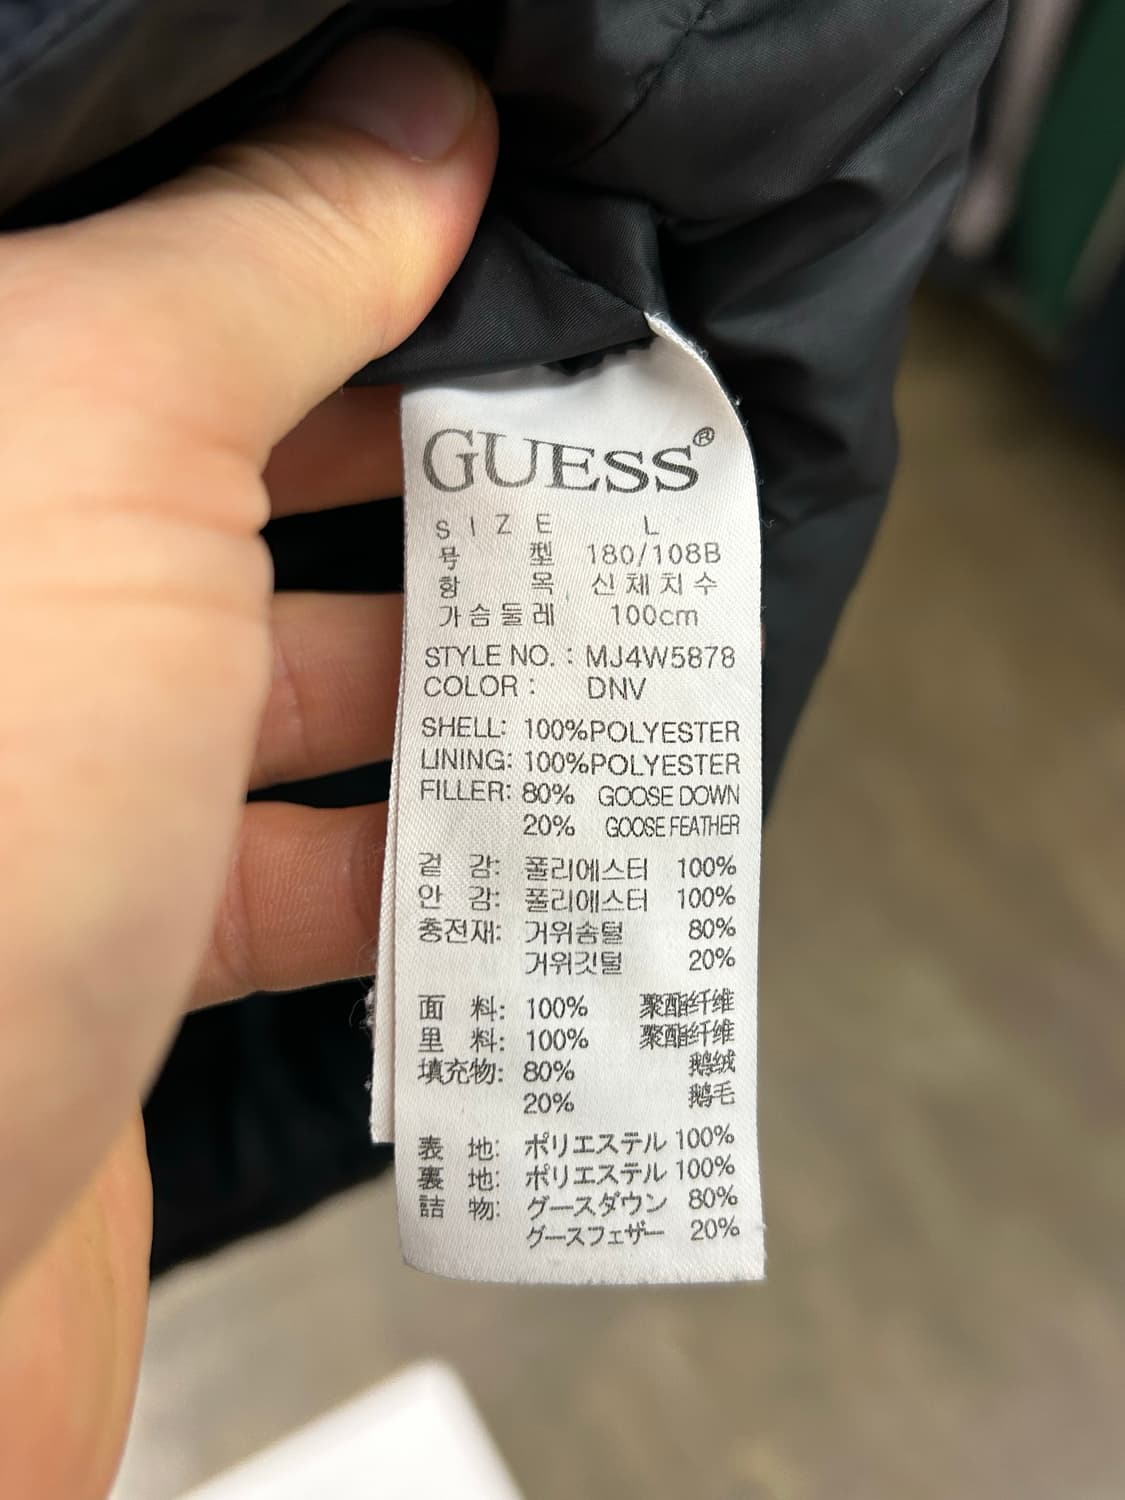 GUESS®
SIZE L
号型 180/108B
항목 신체치수
가슴둘레 100cm
STYLE NO. : MJ4W5878
COLOR : DNV
SHELL: 100%POLYESTER
LINING: 100%POLYESTER
FILLER: 80% GOOSE DOWN
20% GOOSE FEATHER
겉감: 폴리에스터 100%
안감: 폴리에스터 100%
충전재: 거위솜털 80%
거위깃털 20%
面料: 100% 聚酯纤维
里料: 100% 聚酯纤维
填充物: 80% 鹅绒
20% 鹅毛
表地: ポリエステル 100%
裏地: ポリエステル 100%
詰物: グースダウン 80%
グースフェザー 20%